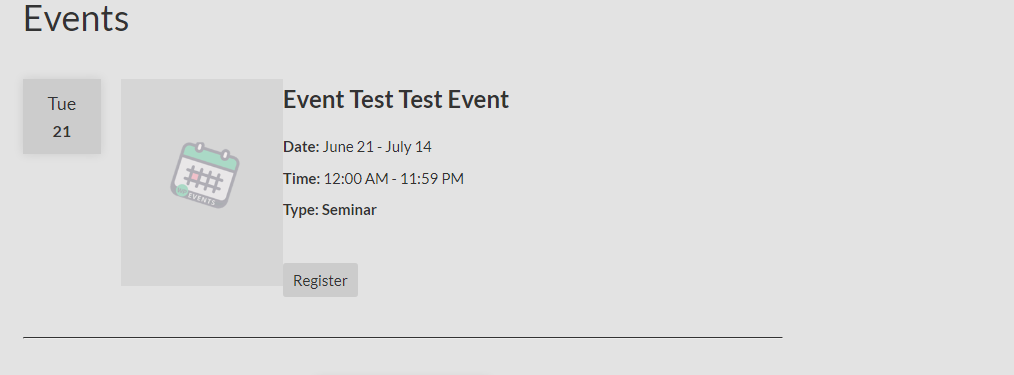 Events
Tue
21
Event Test Test Event
Date: June 21 - July 14
Time: 12:00 AM - 11:59 PM
Type: Seminar
EVENTS
Register